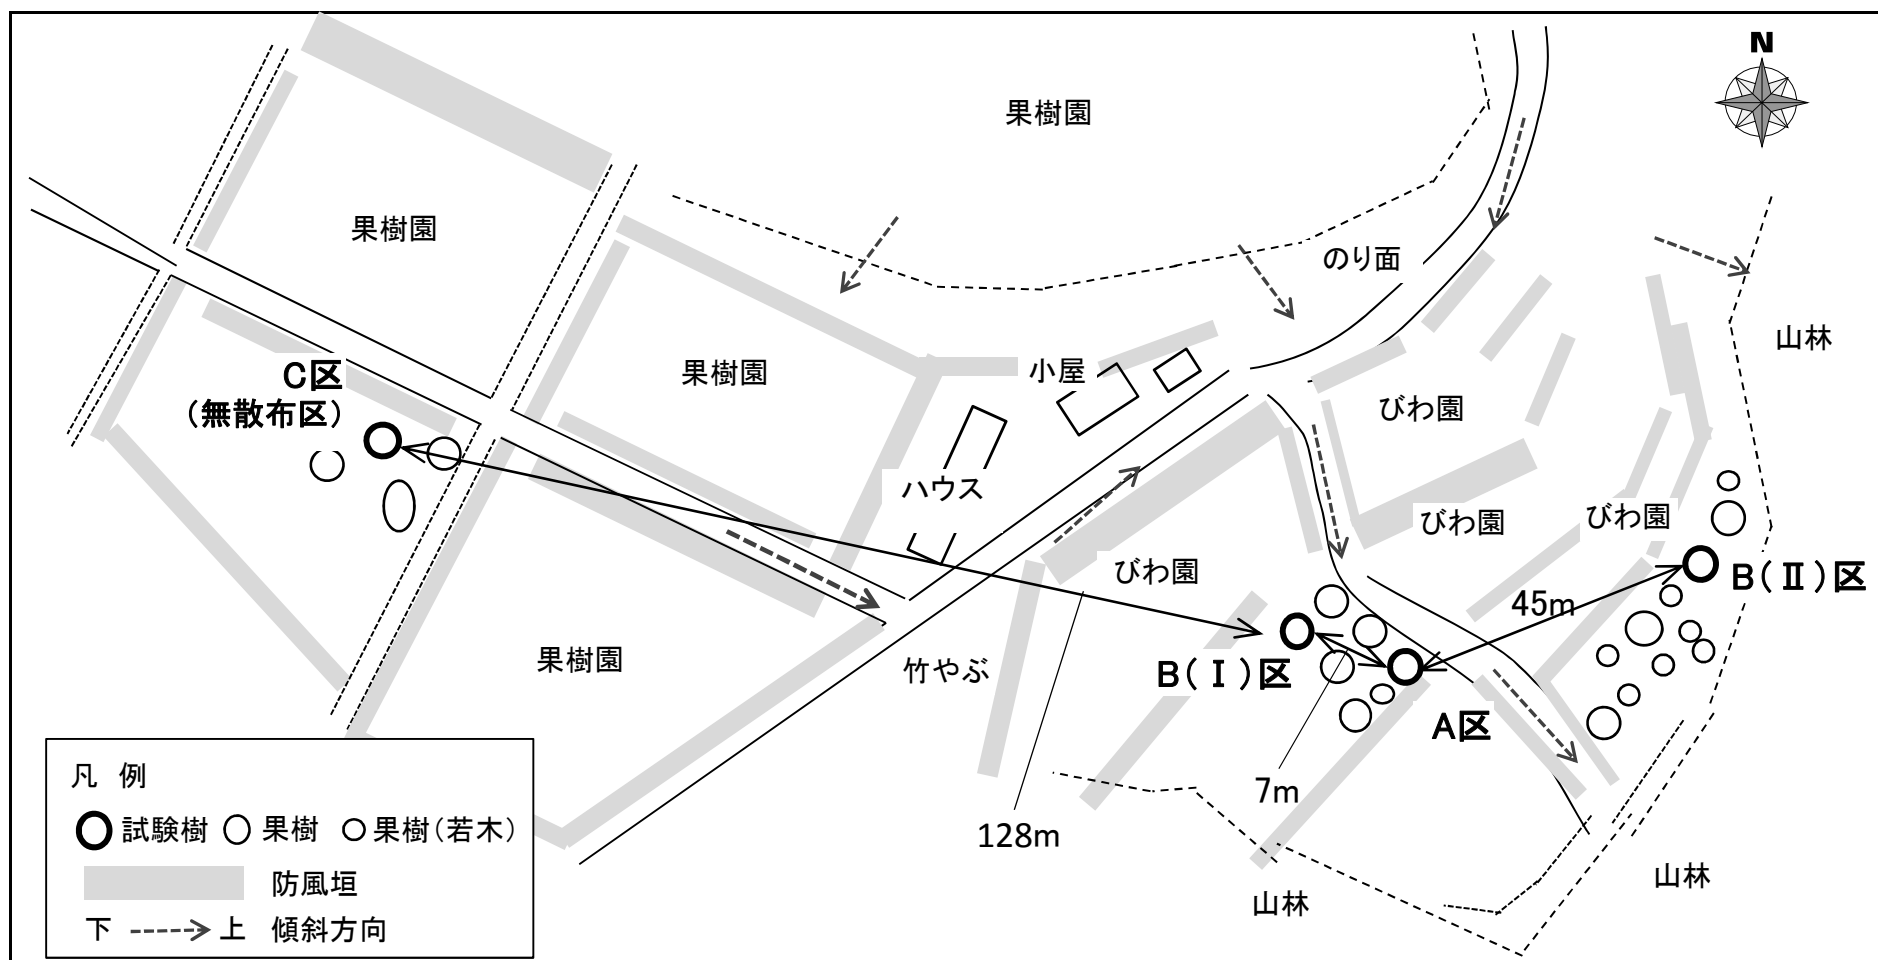 N
果樹園
果樹園
のり面
山林
C区
(無散布区)
果樹園
小屋
びわ園
ハウス
びわ園
びわ園
びわ園
B(Ⅱ)区
45m
果樹園
竹やぶ
B(Ⅰ)区
A区
7m
128m
山林
山林
凡 例
試験樹 果樹 果樹(若木)
防風垣
下 上 傾斜方向